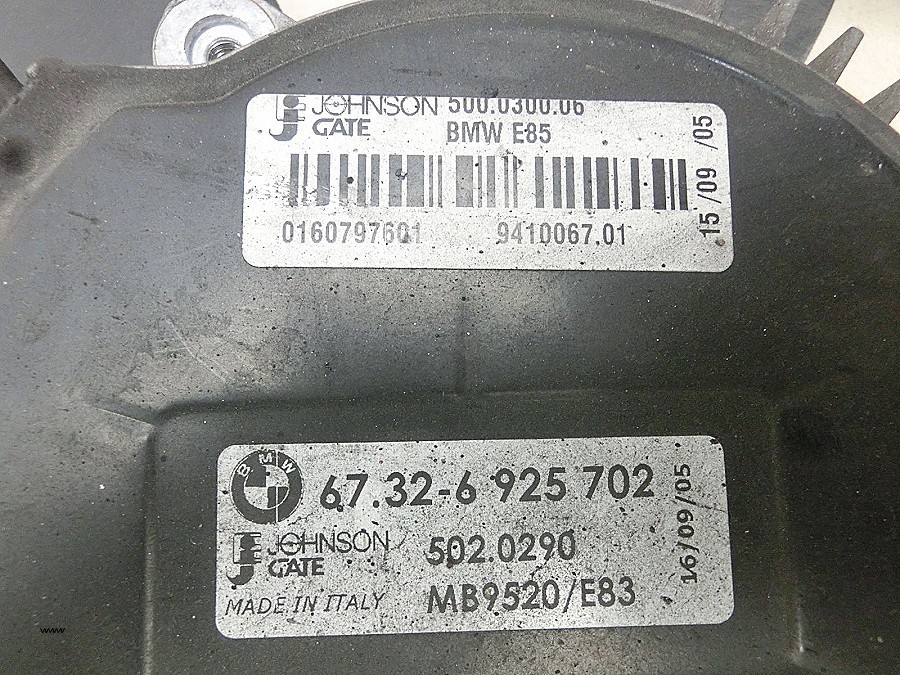 JOHNSON 500.0300.06
GATE BMW E85
0160797601 9410067.01
15/09/05
BMW 67.32-6 925 702
JOHNSON 502.0290
GATE
MADE IN ITALY MB9520/E83
16/09/05
www